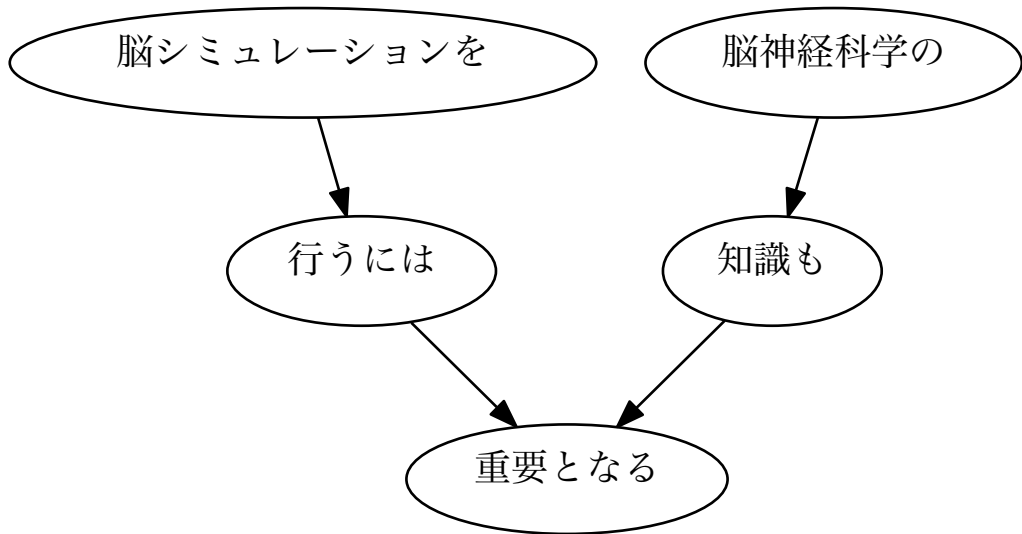 脳シミュレーションを
脳神経科学の
行うには
知識も
重要となる